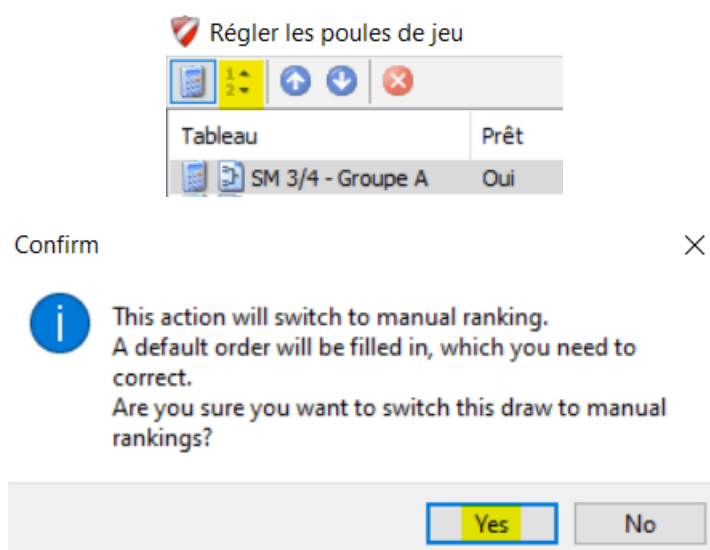 Régler les poules de jeu
1
2
Tableau Prêt
SM 3/4 - Groupe A Oui
Confirm
i
This action will switch to manual ranking.
A default order will be filled in, which you need to
correct.
Are you sure you want to switch this draw to manual
rankings?
Yes No